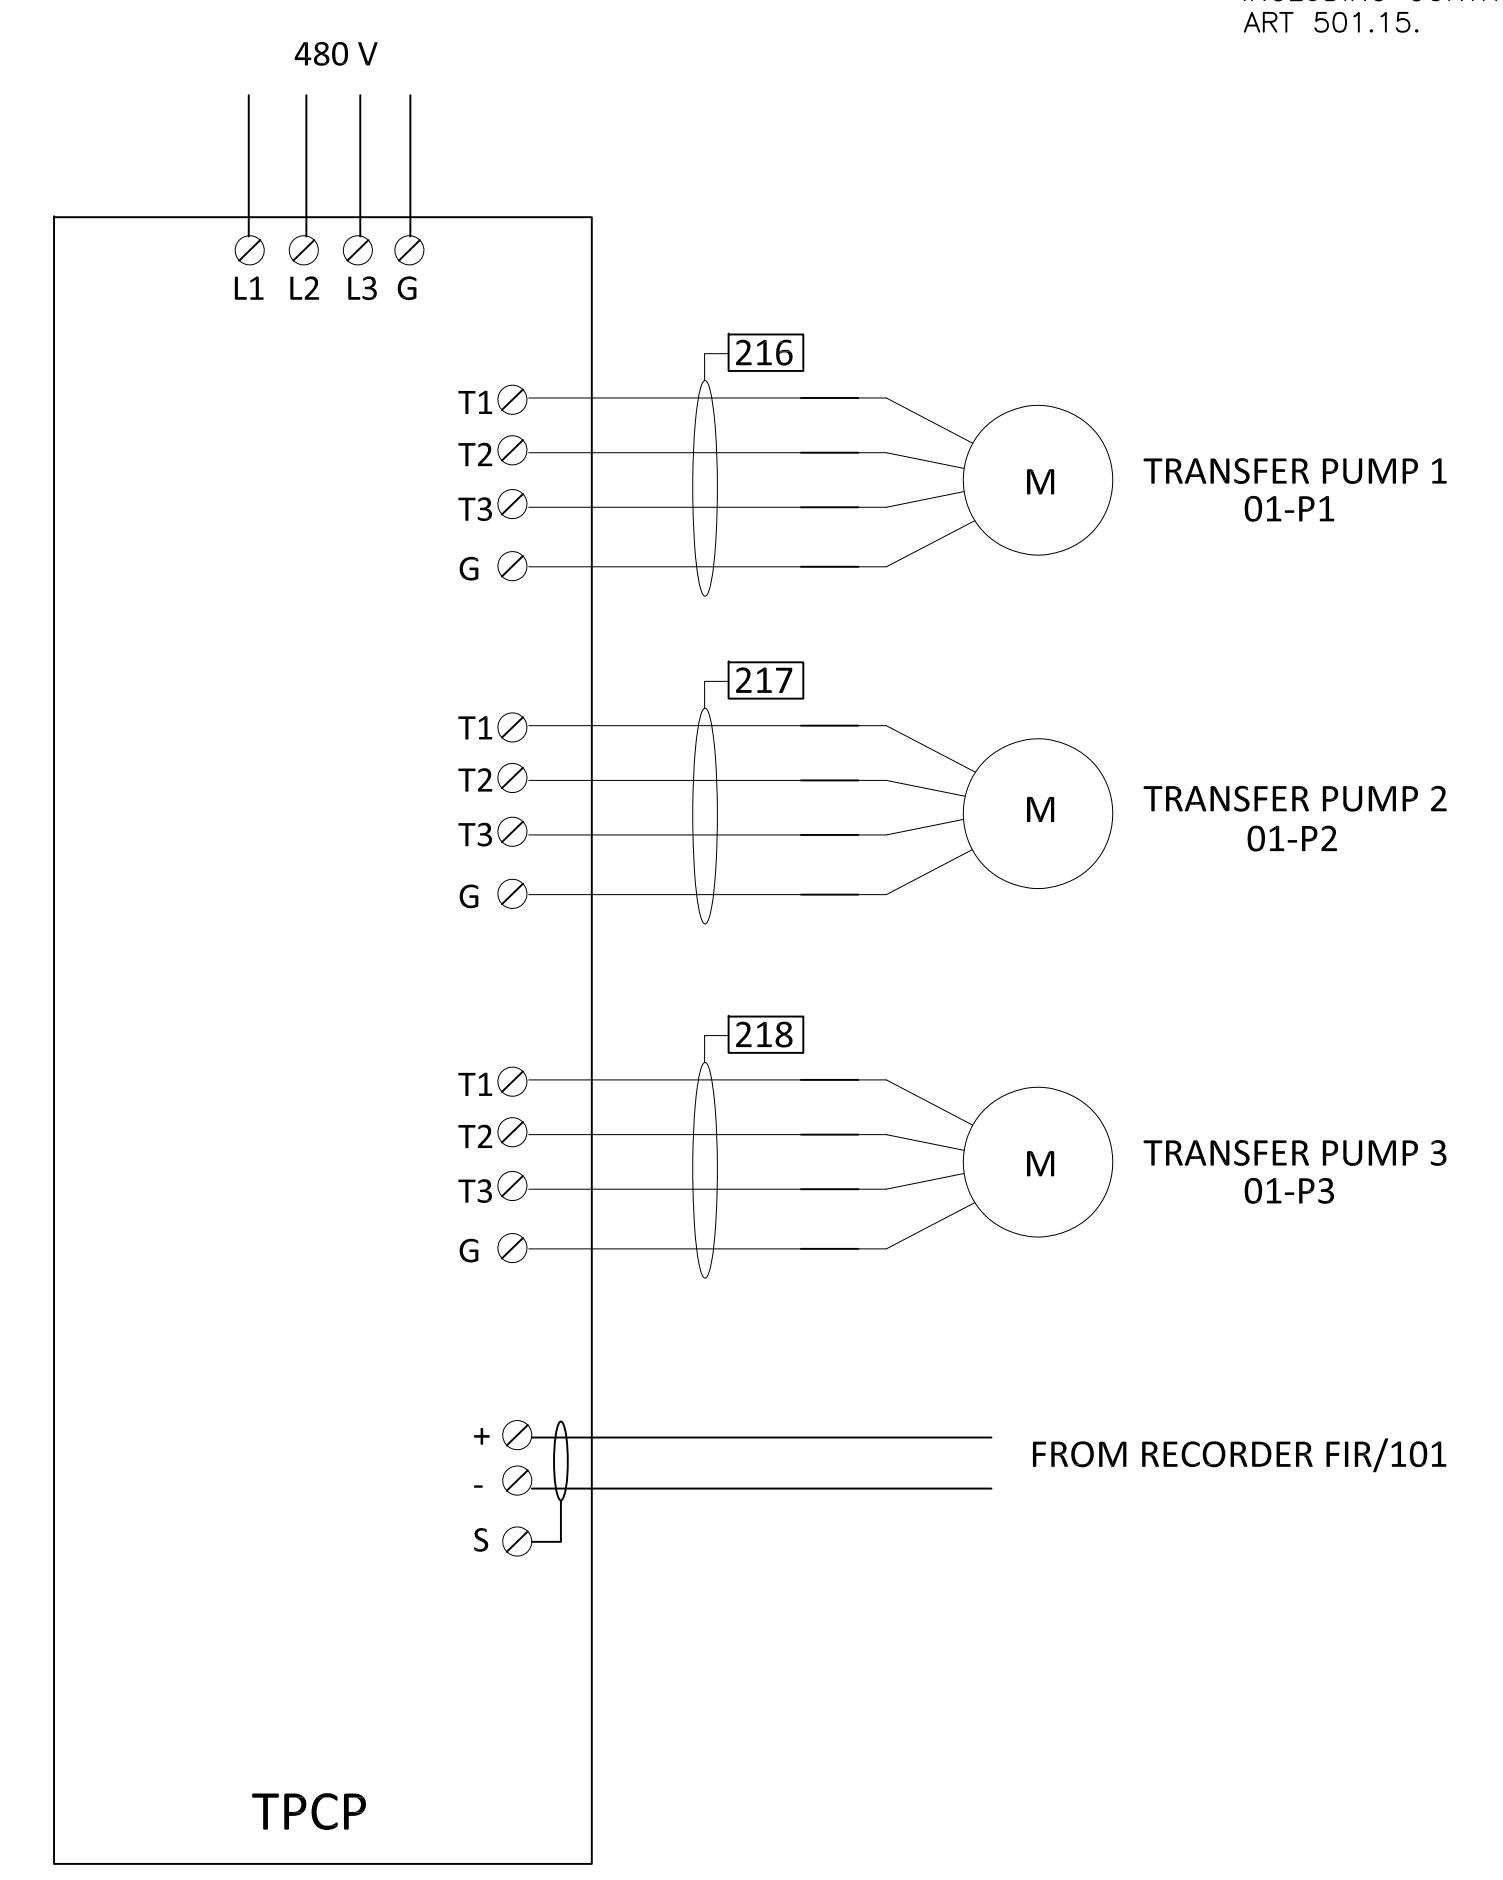 ART 501.15.
480 V
L1 L2 L3 G
216
T1
T2
T3
G
M
TRANSFER PUMP 1
01-P1
217
T1
T2
T3
G
M
TRANSFER PUMP 2
01-P2
218
T1
T2
T3
G
M
TRANSFER PUMP 3
01-P3
+
-
S
FROM RECORDER FIR/101
TPCP